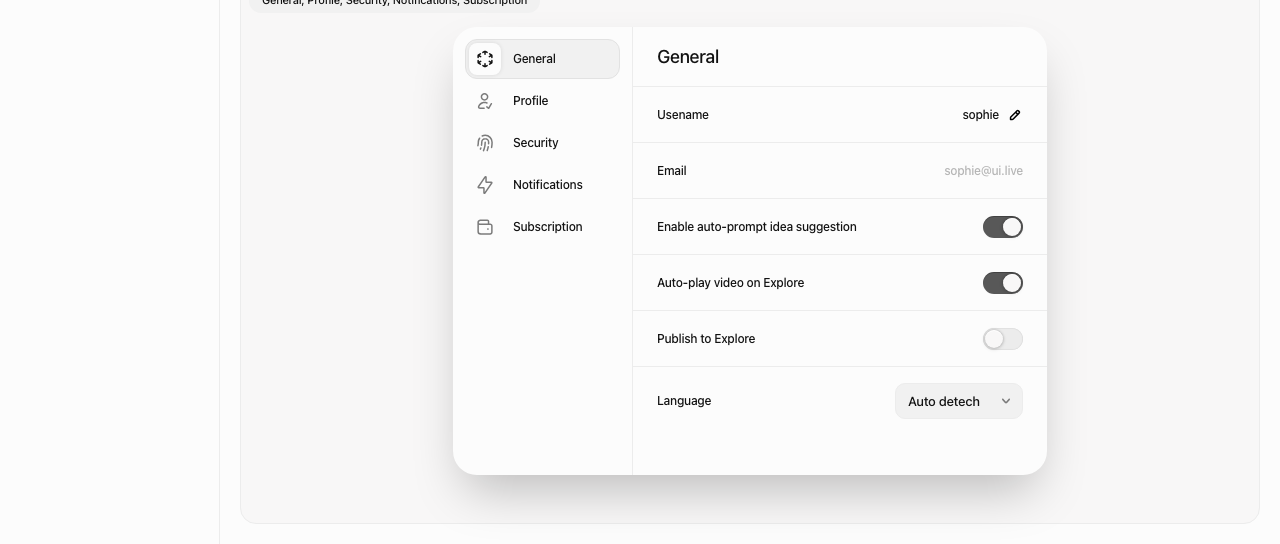 General, Profile, Security, Notifications, Subscription
General
Profile
Security
Notifications
Subscription
General
Usename
sophie
Email
sophie@ui.live
Enable auto-prompt idea suggestion
Auto-play video on Explore
Publish to Explore
Language
Auto detech